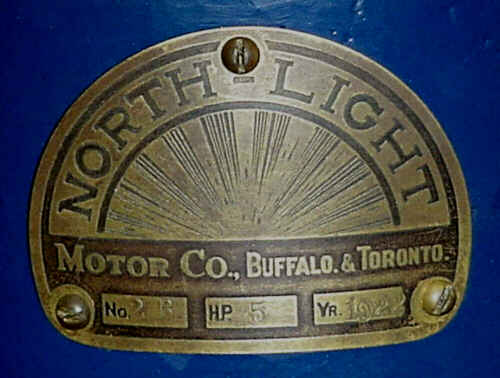 NORTH LIGHT
MOTOR CO., BUFFALO. & TORONTO.
No. HP. 5 YR. 1922